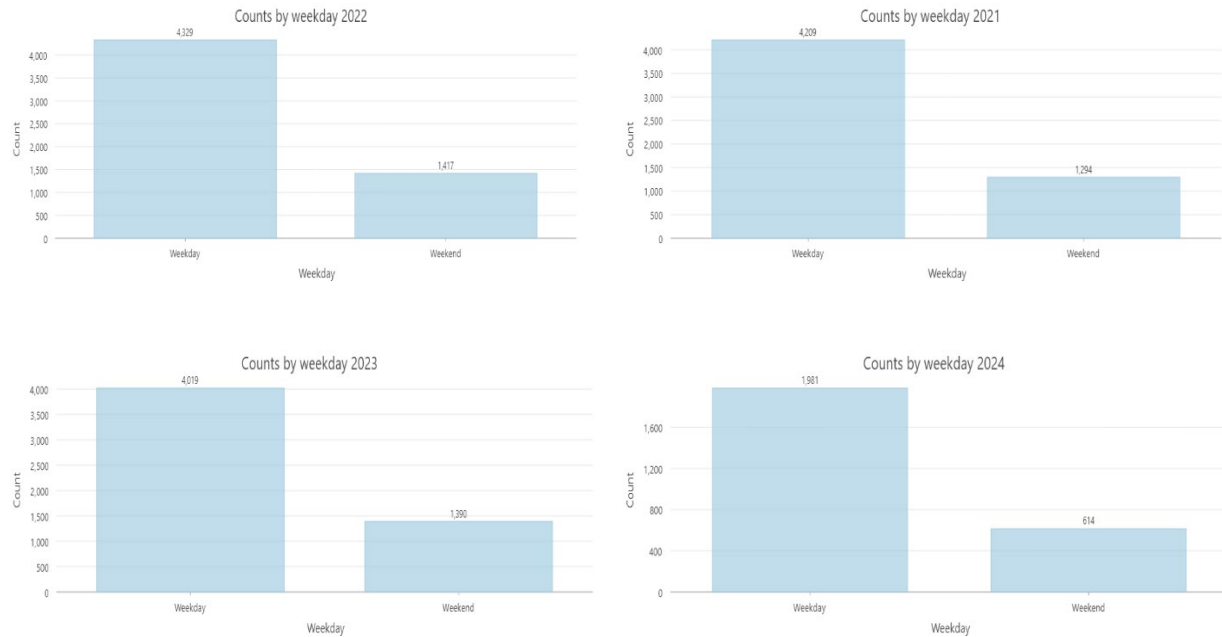 Counts by weekday 2022
4,329
4,000
3,500
3,000
2,500
2,000
1,500
1,000
500
0
Count
1,417
Weekday
Weekend
Weekday
Counts by weekday 2021
4,209
4,000
3,500
3,000
2,500
2,000
1,500
1,000
500
0
Count
1,294
Weekday
Weekend
Weekday
Counts by weekday 2023
4,019
4,000
3,500
3,000
2,500
2,000
1,500
1,000
500
0
Count
1,390
Weekday
Weekend
Weekday
Counts by weekday 2024
1,981
1,600
1,200
800
400
0
Count
614
Weekday
Weekend
Weekday